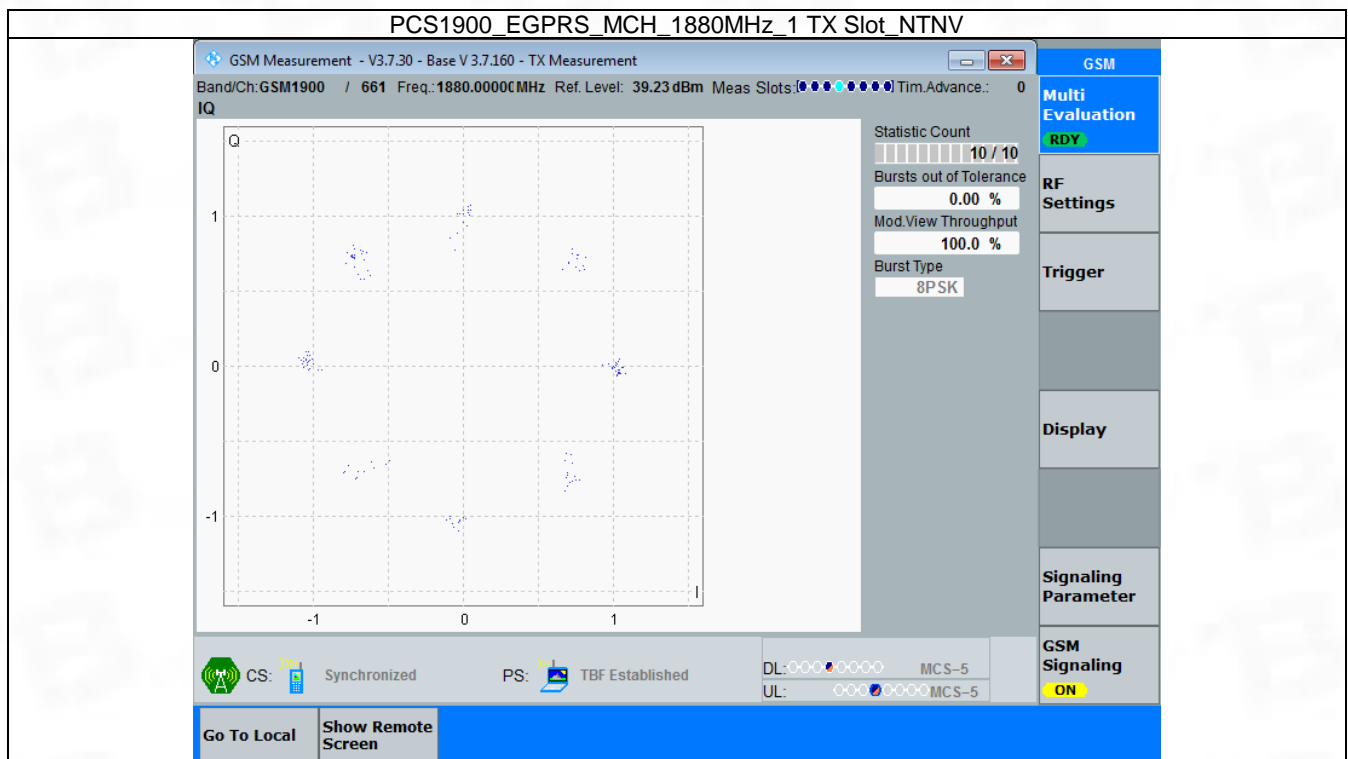 PCS1900_EGPRS_MCH_1880MHz_1 TX Slot_NTNV
GSM Measurement - V3.7.30 - Base V 3.7.160 - TX Measurement
GSM
Band/Ch:GSM1900 / 661 Freq.:1880.00000 MHz Ref. Level: 39.23 dBm Meas Slots: Tim.Advance.: 0
IQ
Multi
Evaluation
RDY
Q
Statistic Count
10 / 10
Bursts out of Tolerance
0.00 %
Mod.View Throughput
100.0 %
Burst Type
8PSK
RF
Settings
Trigger
Display
Signaling
Parameter
GSM
Signaling
ON
1
0
-1
I
-1 0 1
CS: Synchronized PS: TBF Established
DL: MCS-5
UL: MCS-5
Go To Local
Show Remote
Screen